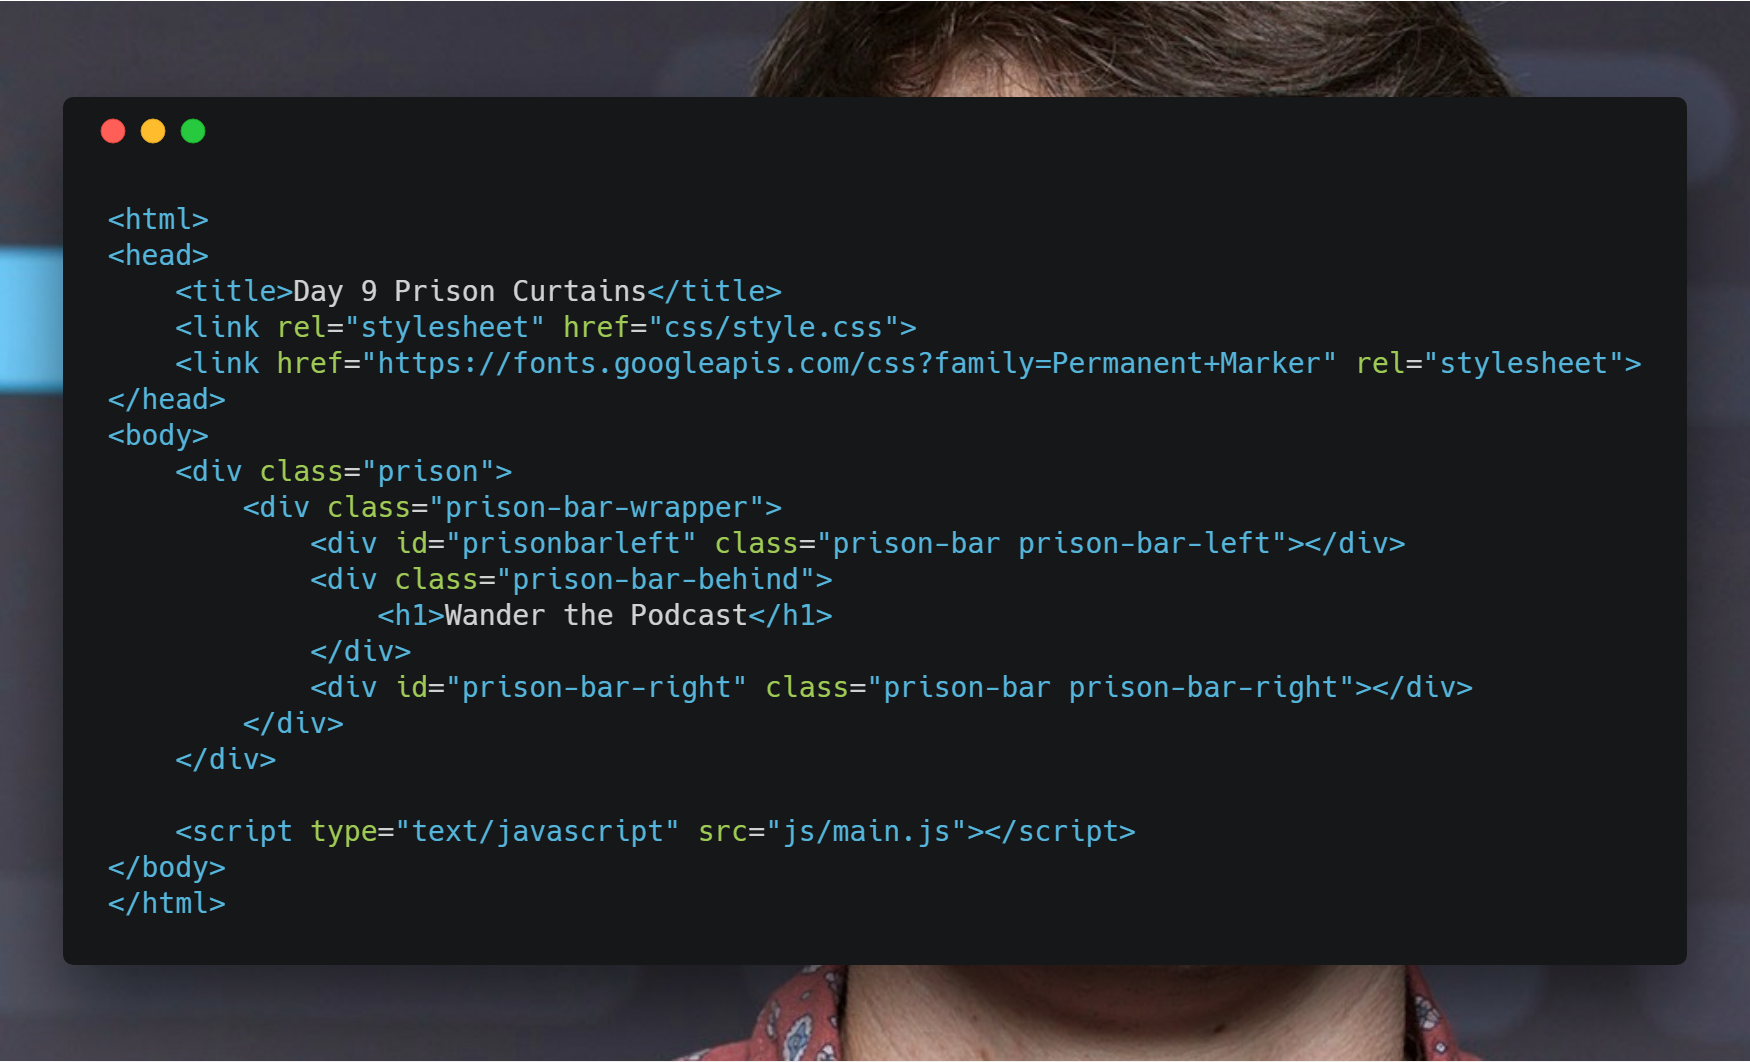 <html>
<head>
    <title>Day 9 Prison Curtains</title>
    <link rel="stylesheet" href="css/style.css">
    <link href="https://fonts.googleapis.com/css?family=Permanent+Marker" rel="stylesheet">
</head>
<body>
    <div class="prison">
        <div class="prison-bar-wrapper">
            <div id="prisonbarleft" class="prison-bar prison-bar-left"></div>
            <div class="prison-bar-behind">
                <h1>Wander the Podcast</h1>
            </div>
            <div id="prison-bar-right" class="prison-bar prison-bar-right"></div>
        </div>
    </div>

    <script type="text/javascript" src="js/main.js"></script>
</body>
</html>